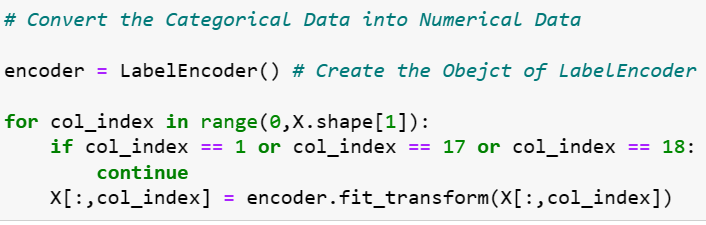 # Convert the Categorical Data into Numerical Data
encoder = LabelEncoder() # Create the Obejct of LabelEncoder
for col_index in range(0,X.shape[1]):
    if col_index == 1 or col_index == 17 or col_index == 18:
        continue
    X[:,col_index] = encoder.fit_transform(X[:,col_index])